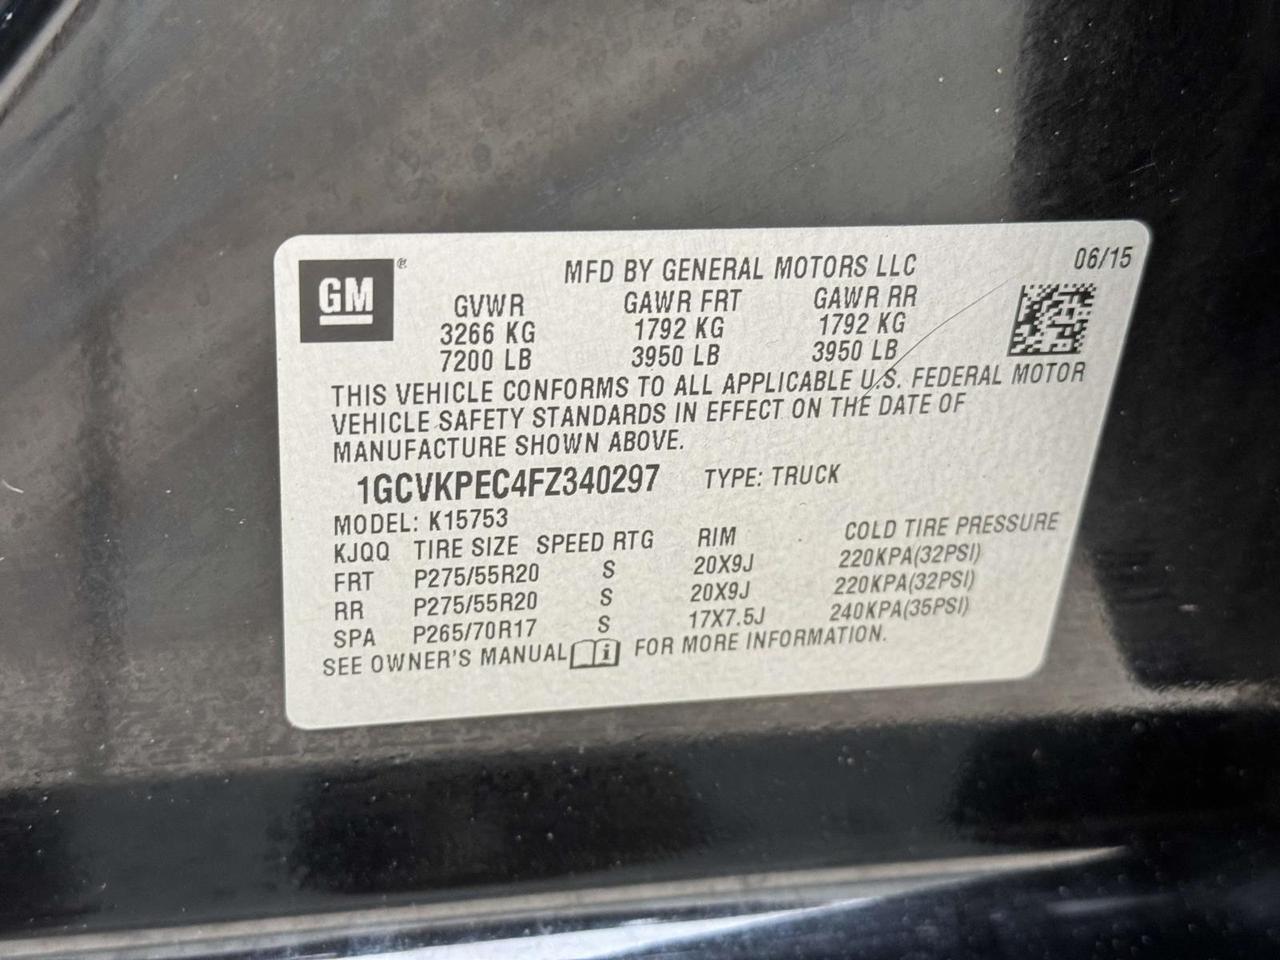 GM®
MFD BY GENERAL MOTORS LLC 06/15
GVWR GAWR FRT GAWR RR
3266 KG 1792 KG 1792 KG
7200 LB 3950 LB 3950 LB
THIS VEHICLE CONFORMS TO ALL APPLICABLE U.S. FEDERAL MOTOR
VEHICLE SAFETY STANDARDS IN EFFECT ON THE DATE OF
MANUFACTURE SHOWN ABOVE.
1GCVKPEC4FZ340297 TYPE: TRUCK
MODEL: K15753
KJQQ TIRE SIZE SPEED RTG RIM COLD TIRE PRESSURE
FRT P275/55R20 S 20X9J 220KPA(32PSI)
RR P275/55R20 S 20X9J 220KPA(32PSI)
SPA P265/70R17 S 17X7.5J 240KPA(35PSI)
SEE OWNER'S MANUAL i FOR MORE INFORMATION.